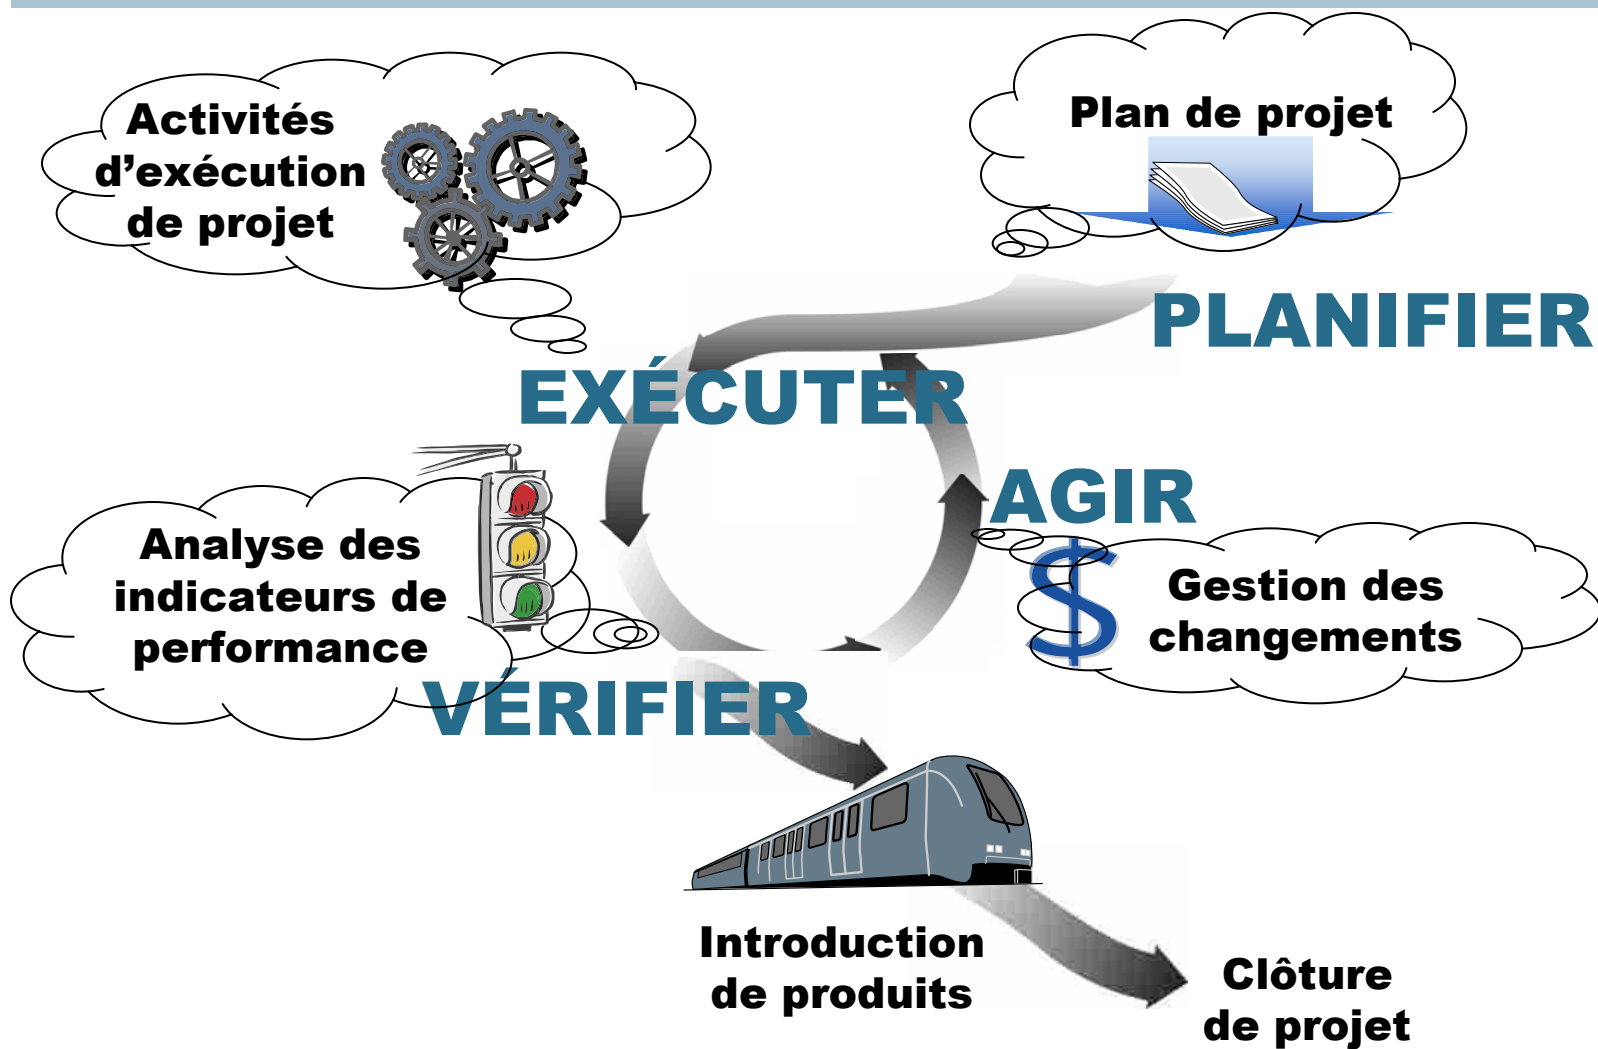 Activités
d’exécution
de projet
Plan de projet
PLANIFIER
EXÉCUTER
AGIR
Analyse des
indicateurs de
performance
Gestion des
changements
VÉRIFIER
Introduction
de produits
Clôture
de projet